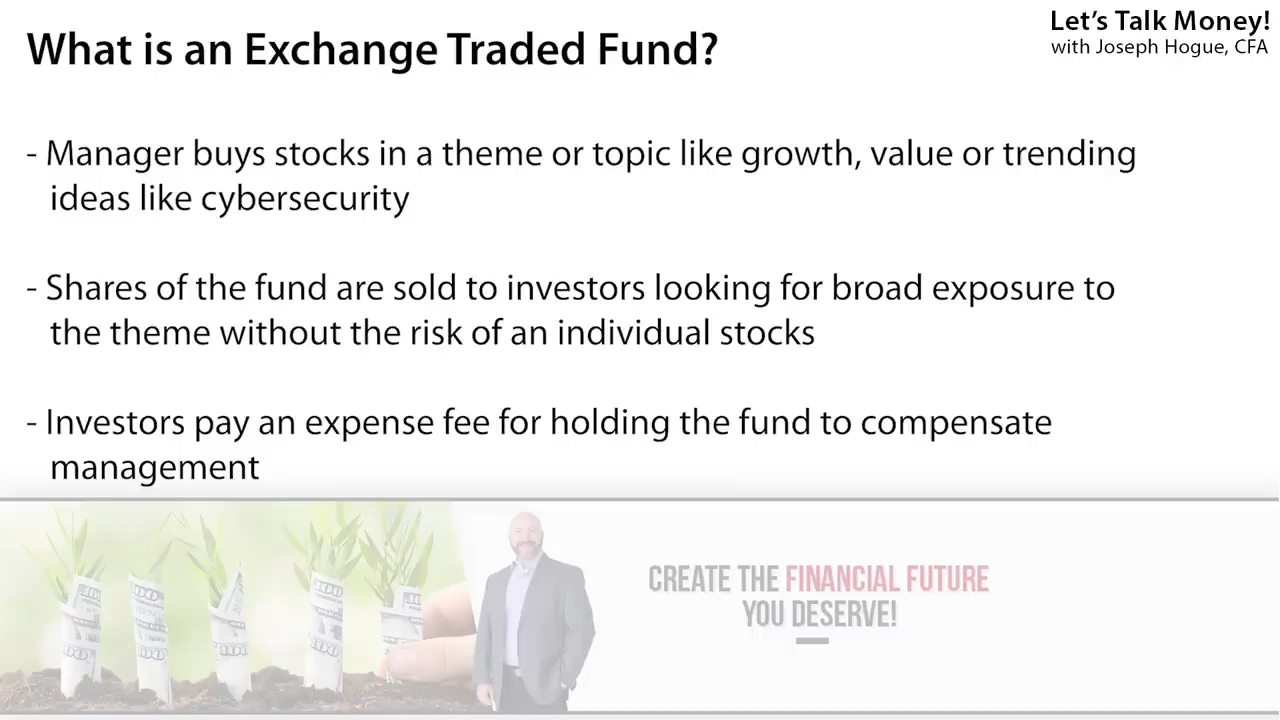 What is an Exchange Traded Fund?
Let's Talk Money!
with Joseph Hogue, CFA
- Manager buys stocks in a theme or topic like growth, value or trending
ideas like cybersecurity
- Shares of the fund are sold to investors looking for broad exposure to
the theme without the risk of an individual stocks
- Investors pay an expense fee for holding the fund to compensate
management
CREATE THE FINANCIAL FUTURE
YOU DESERVE!